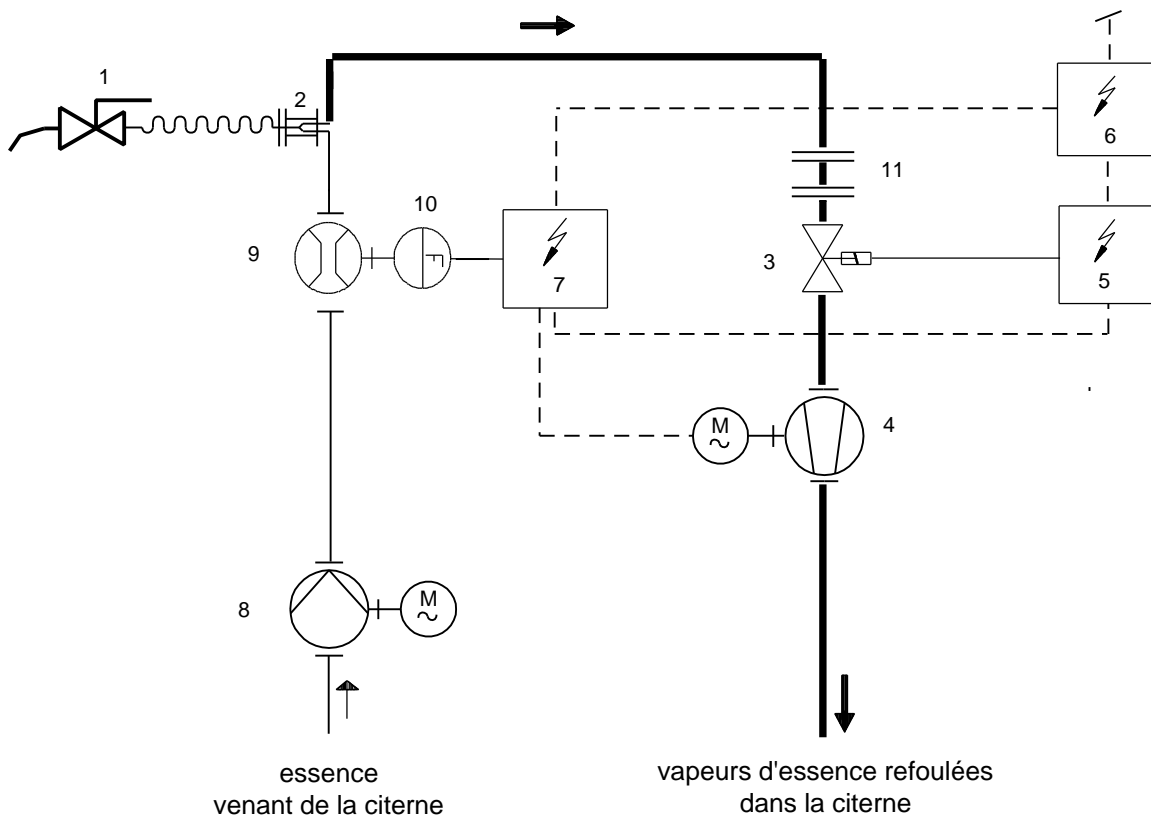 1
2
6
11
10
9
7
3
5
F
M
4
M
8
essence
venant de la citerne
vapeurs d'essence refoulées
dans la citerne